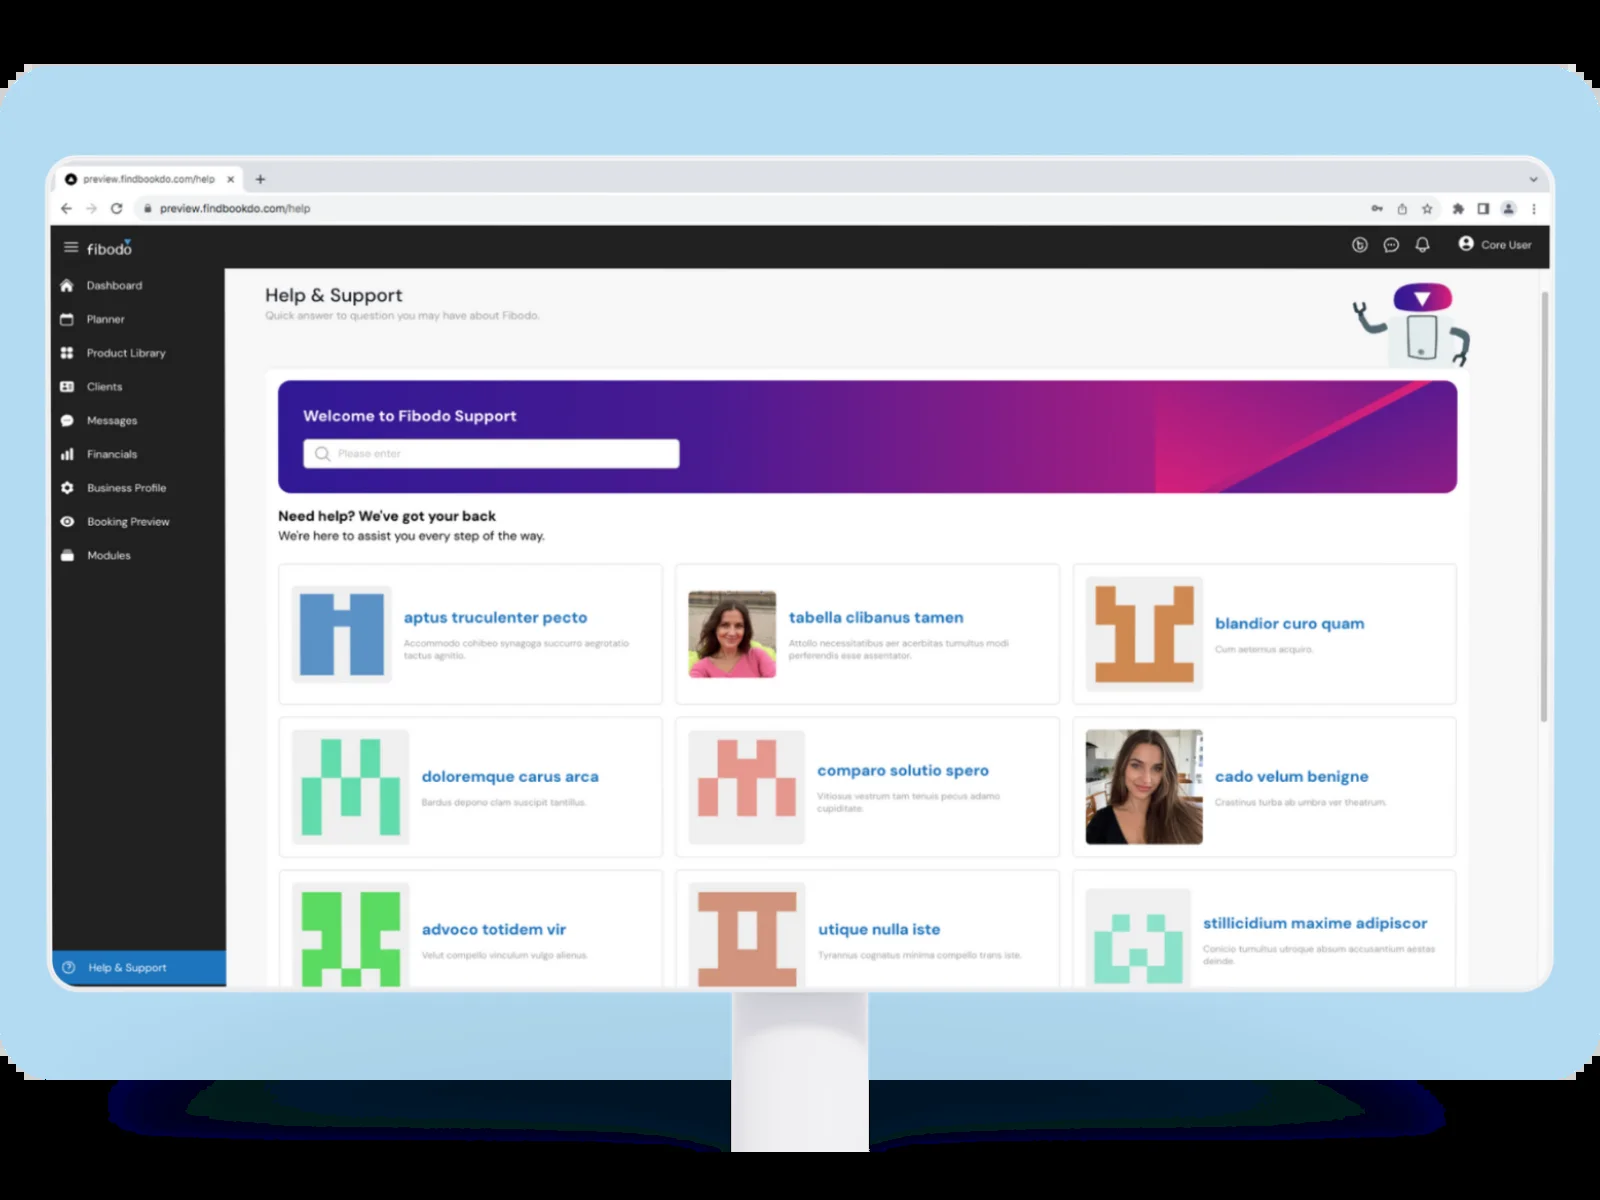 preview.findbookdo.com/help
preview.findbookdo.com/help
fibodo
Core User
Dashboard
Planner
Product Library
Clients
Messages
Financials
Business Profile
Booking Preview
Modules
Help & Support
Help & Support
Quick answer to question you may have about Fibodo.
Welcome to Fibodo Support
Please enter
Need help? We've got your back
We're here to assist you every step of the way.
aptus truculenter pecto
Accommodo cohibeo synagoga succurro aegrotatio
tactus agnitio.
tabella clibanus tamen
Attollo necessitatibus aer acerbitas tumultus modi
perferendis esse assentator.
blandior curo quam
Cum aeternus acquiro.
doloremque carus arca
Bardus depono clam suscipit tantillus.
comparo solutio spero
Vitiosus vestrum tam tenuis pecus adamo
cupiditate.
cado velum benigne
Crastinus turba ab umbra ver theatrum.
advoco totidem vir
Velut compello vinculum vulgo alienus.
utique nulla iste
Tyrannus cognatus minima compello trans iste.
stillicidium maxime adipiscor
Conicio tumultus utroque absum accusantium aestas
deinde.